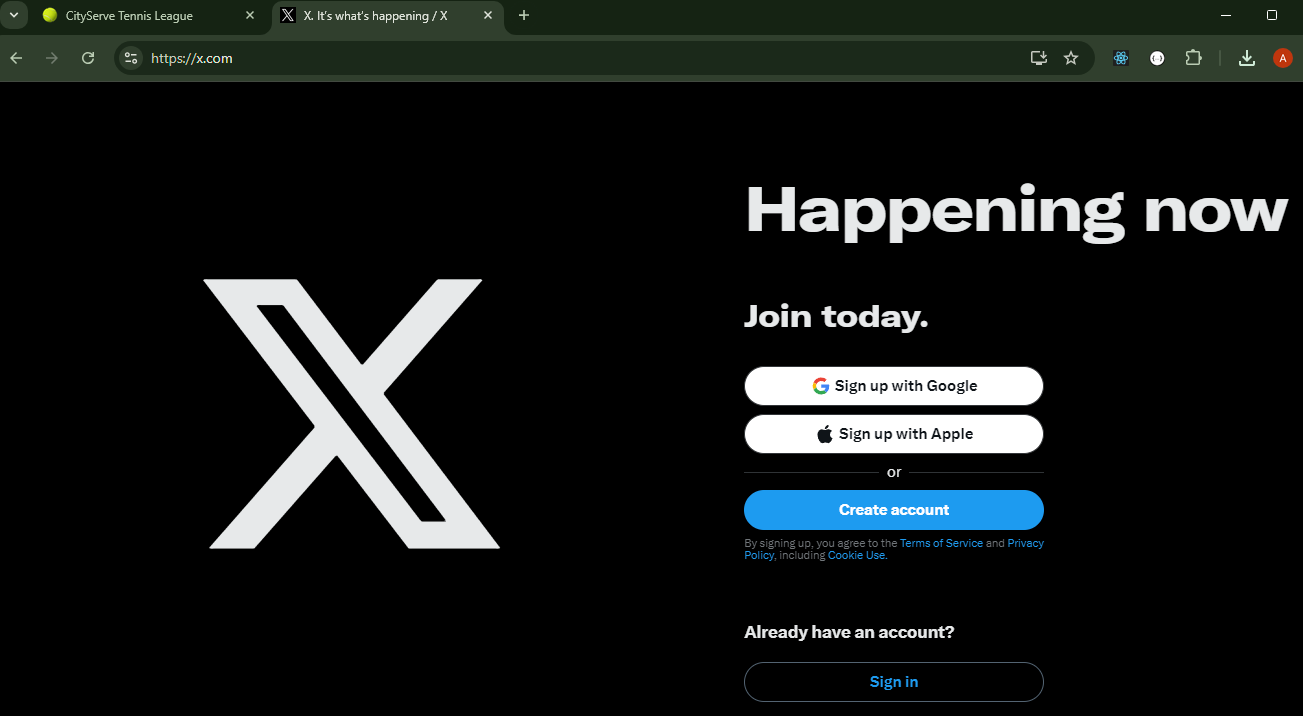 CityServe Tennis League
X. It's what's happening / X
https://x.com
A
Happening now
Join today.
Sign up with Google
Sign up with Apple
or
Create account
By signing up, you agree to the Terms of Service and Privacy
Policy, including Cookie Use.
Already have an account?
Sign in